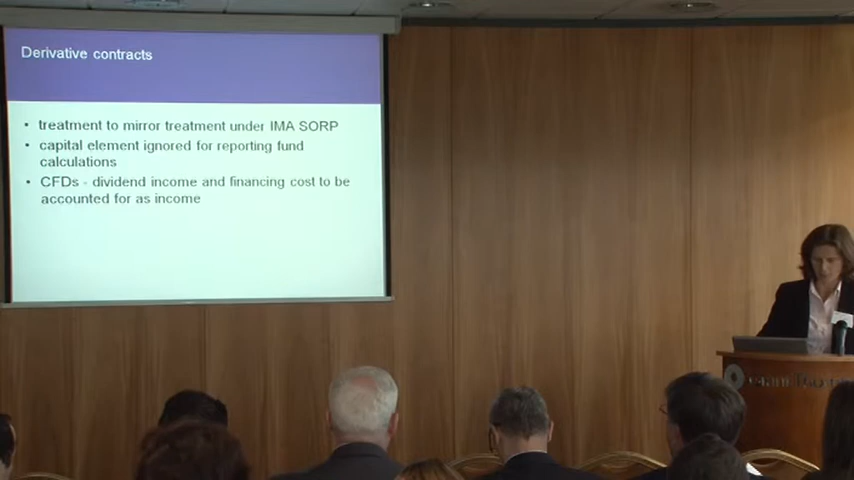 Derivative contracts
• treatment to mirror treatment under IMA SORP
• capital element ignored for reporting fund
calculations
• CFDs - dividend income and financing cost to be
accounted for as income